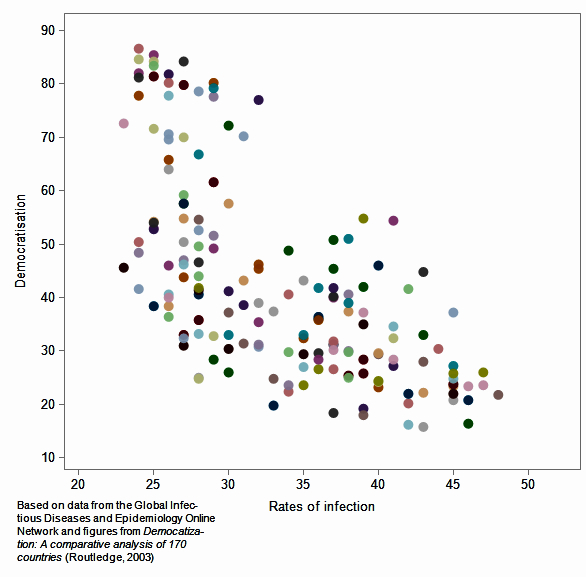 90
80
70
60
50
40
30
20
10
Democratisation
20 25 30 35 40 45 50
Rates of infection
Based on data from the Global Infec-
tious Diseases and Epidemiology Online
Network and figures from Democatiza-
tion: A comparative analysis of 170
countries (Routledge, 2003)